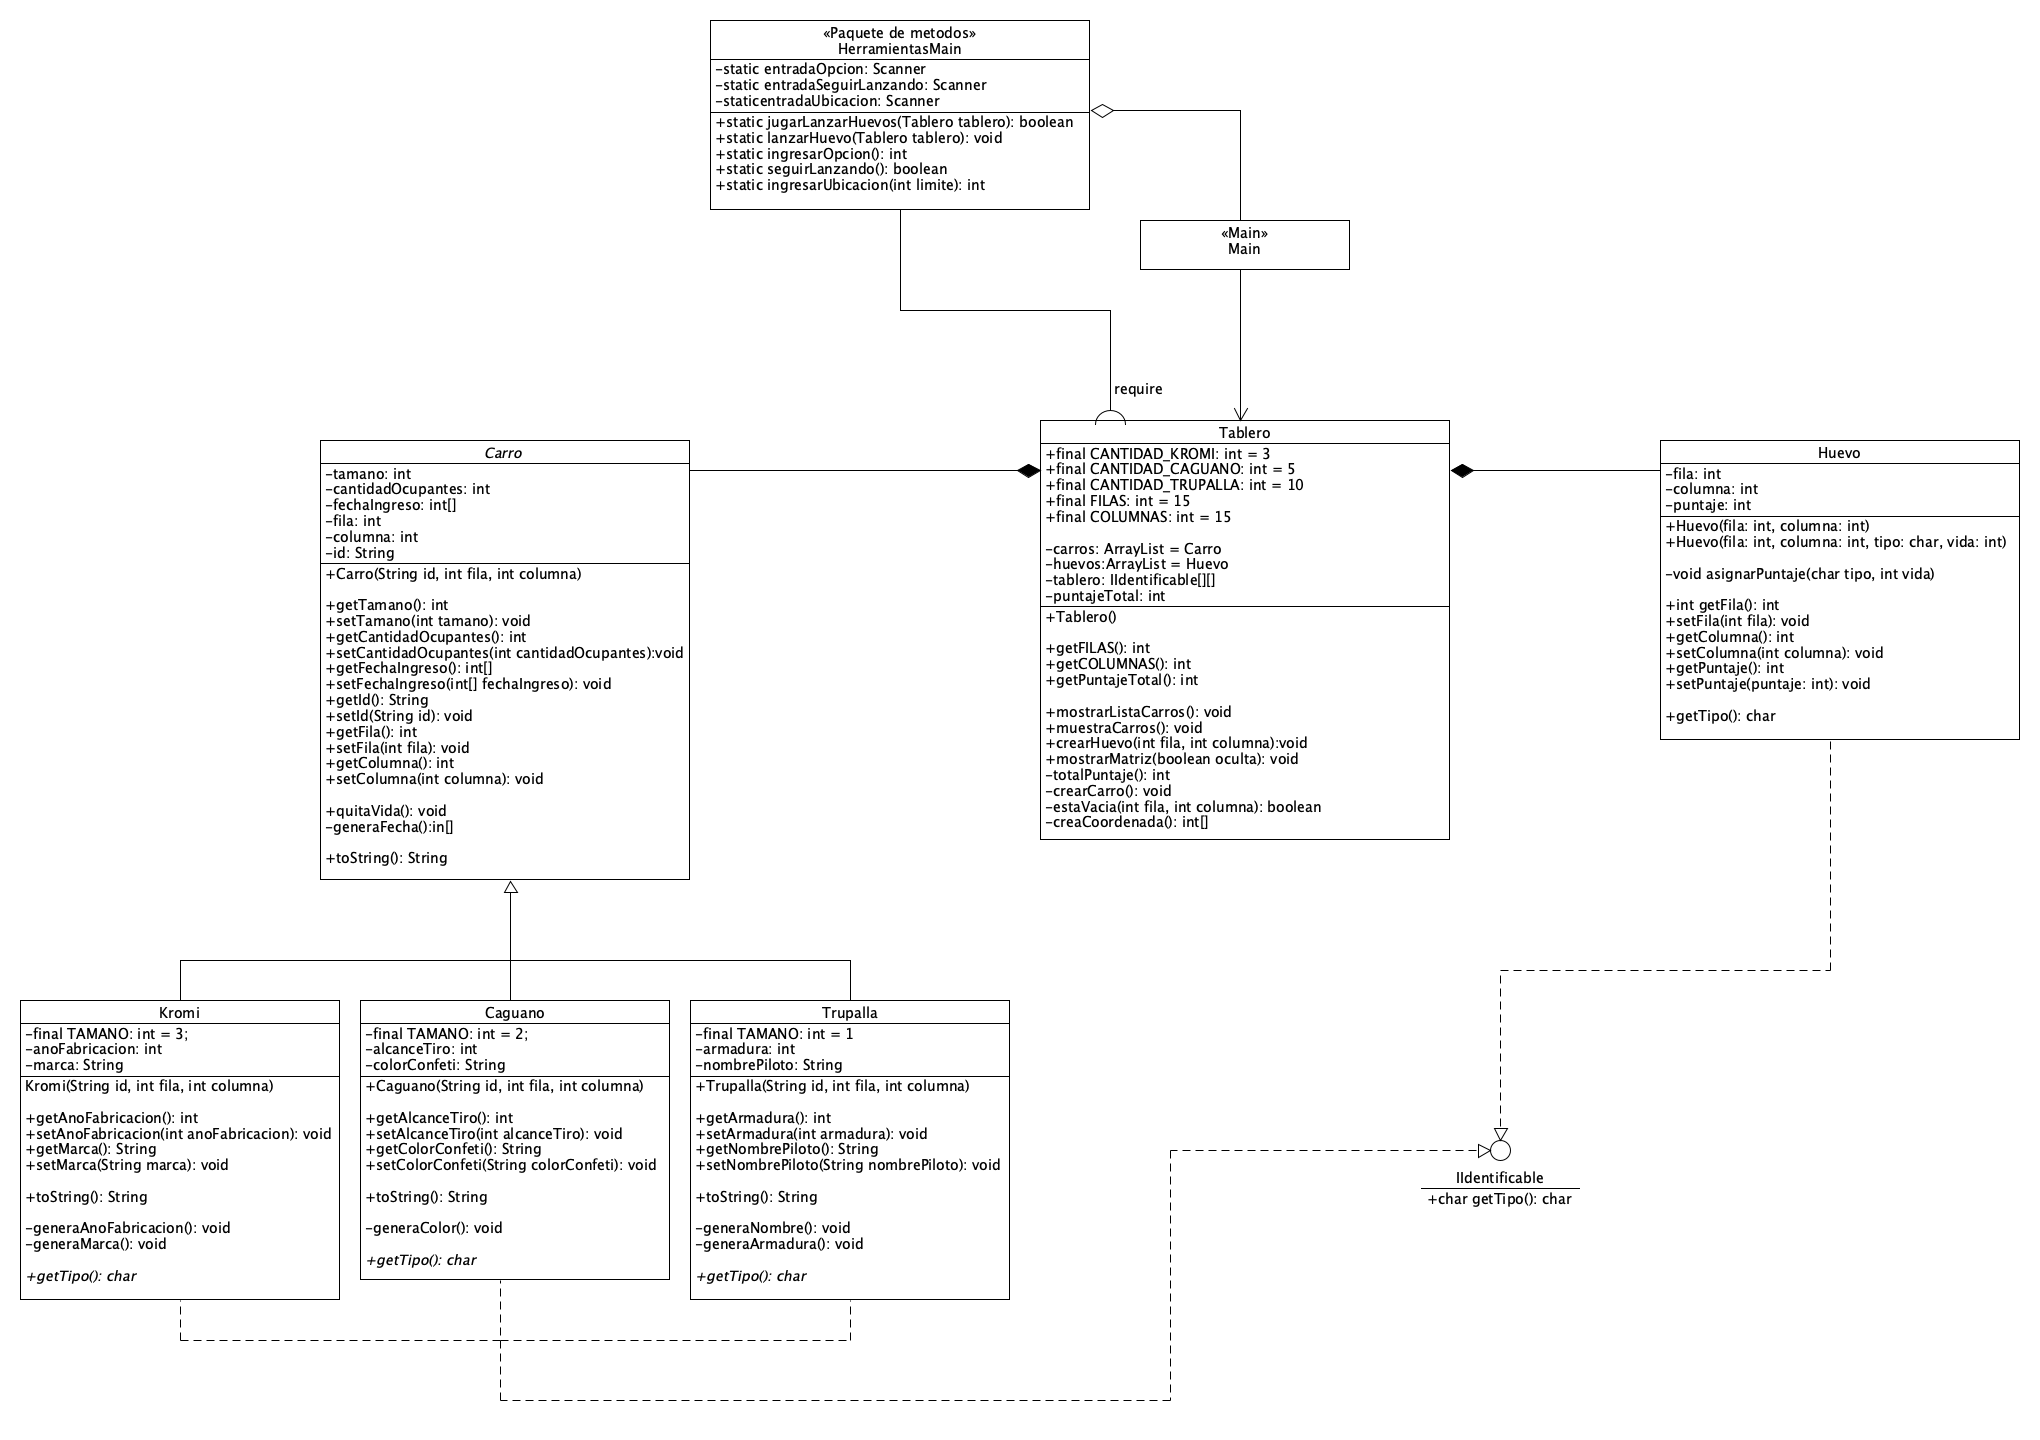 «Paquete de metodos»
HerramientasMain
-static entradaOpcion: Scanner
-static entradaSeguirLanzando: Scanner
-staticentradaUbicacion: Scanner
+static jugarLanzarHuevos(Tablero tablero): boolean
+static lanzarHuevo(Tablero tablero): void
+static ingresarOpcion(): int
+static seguirLanzando(): boolean
+static ingresarUbicacion(int limite): int
«Main»
Main
require
Carro
-tamano: int
-cantidadOcupantes: int
-fechaIngreso: int[]
-fila: int
-columna: int
-id: String
+Carro(String id, int fila, int columna)
+getTamano(): int
+setTamano(int tamano): void
+getCantidadOcupantes(): int
+setCantidadOcupantes(int cantidadOcupantes):void
+getFechaIngreso(): int[]
+setFechaIngreso(int[] fechaIngreso): void
+getId(): String
+setId(String id): void
+getFila(): int
+setFila(int fila): void
+getColumna(): int
+setColumna(int columna): void
+quitaVida(): void
-generaFecha():in[]
+toString(): String
Tablero
+final CANTIDAD_KROMI: int = 3
+final CANTIDAD_CAGUANO: int = 5
+final CANTIDAD_TRUPALLA: int = 10
+final FILAS: int = 15
+final COLUMNAS: int = 15
-carros: ArrayList = Carro
-huevos:ArrayList = Huevo
-tablero: IIdentificable[][]
-puntajeTotal: int
+Tablero()
+getFILAS(): int
+getCOLUMNAS(): int
+getPuntajeTotal(): int
+mostrarListaCarros(): void
+muestraCarros(): void
+crearHuevo(int fila, int columna):void
+mostrarMatriz(boolean oculta): void
-totalPuntaje(): int
-crearCarro(): void
-estaVacia(int fila, int columna): boolean
-creaCoordenada(): int[]
Huevo
-fila: int
-columna: int
-puntaje: int
+Huevo(fila: int, columna: int)
+Huevo(fila: int, columna: int, tipo: char, vida: int)
-void asignarPuntaje(char tipo, int vida)
+int getFila(): int
+setFila(int fila): void
+getColumna(): int
+setColumna(int columna): void
+getPuntaje(): int
+setPuntaje(puntaje: int): void
+getTipo(): char
Kromi
-final TAMANO: int = 3;
-anoFabricacion: int
-marca: String
Kromi(String id, int fila, int columna)
+getAnoFabricacion(): int
+setAnoFabricacion(int anoFabricacion): void
+getMarca(): String
+setMarca(String marca): void
+toString(): String
-generaAnoFabricacion(): void
-generaMarca(): void
+getTipo(): char
Caguano
-final TAMANO: int = 2;
-alcanceTiro: int
-colorConfeti: String
+Caguano(String id, int fila, int columna)
+getAlcanceTiro(): int
+setAlcanceTiro(int alcanceTiro): void
+getColorConfeti(): String
+setColorConfeti(String colorConfeti): void
+toString(): String
-generaColor(): void
+getTipo(): char
Trupalla
-final TAMANO: int = 1
-armadura: int
-nombrePiloto: String
+Trupalla(String id, int fila, int columna)
+getArmadura(): int
+setArmadura(int armadura): void
+getNombrePiloto(): String
+setNombrePiloto(String nombrePiloto): void
+toString(): String
-generaNombre(): void
-generaArmadura(): void
+getTipo(): char
IIdentificable
+char getTipo(): char